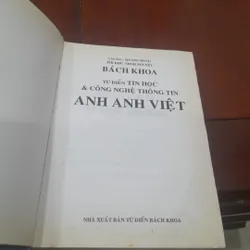 BÁCH KHOA
TỪ ĐIỂN TIN HỌC
& CÔNG NGHỆ THÔNG TIN
ANH ANH VIỆT
NHÀ XUẤT BẢN TỪ ĐIỂN BÁCH KHOA